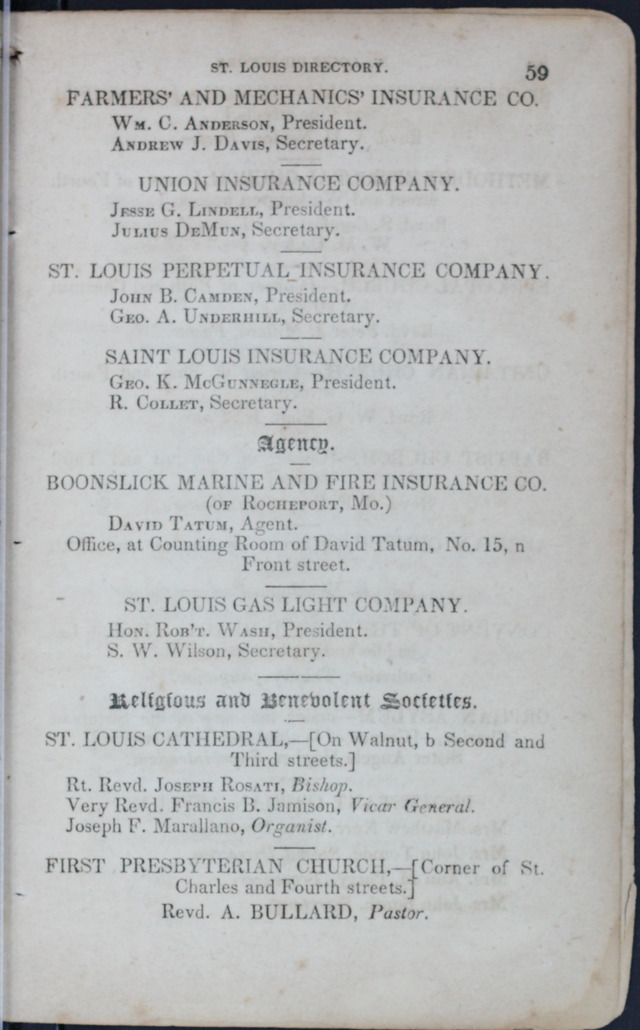 ST. LOUIS DIRECTORY. 59
FARMERS' AND MECHANICS' INSURANCE CO.
Wm. C. Anderson, President.
Andrew J. Davis, Secretary.
UNION INSURANCE COMPANY.
Jesse G. Lindell, President.
Julius DeMun, Secretary.
ST. LOUIS PERPETUAL INSURANCE COMPANY.
John B. Camden, President.
Geo. A. Underhill, Secretary.
SAINT LOUIS INSURANCE COMPANY.
Geo. K. McGunnegle, President.
R. Collet, Secretary.
Agency.
BOONSLICK MARINE AND FIRE INSURANCE CO.
(of Rocheport, Mo.)
David Tatum, Agent.
Office, at Counting Room of David Tatum, No. 15, n
Front street.
ST. LOUIS GAS LIGHT COMPANY.
Hon. Rob't. Wash, President.
S. W. Wilson, Secretary.
Religious and Benevolent Societies.
ST. LOUIS CATHEDRAL,—[On Walnut, b Second and
Third streets.]
Rt. Revd. Joseph Rosati, Bishop.
Very Revd. Francis B. Jamison, Vicar General.
Joseph F. Marallano, Organist.
FIRST PRESBYTERIAN CHURCH,—[Corner of St.
Charles and Fourth streets.]
Revd. A. BULLARD, Pastor.